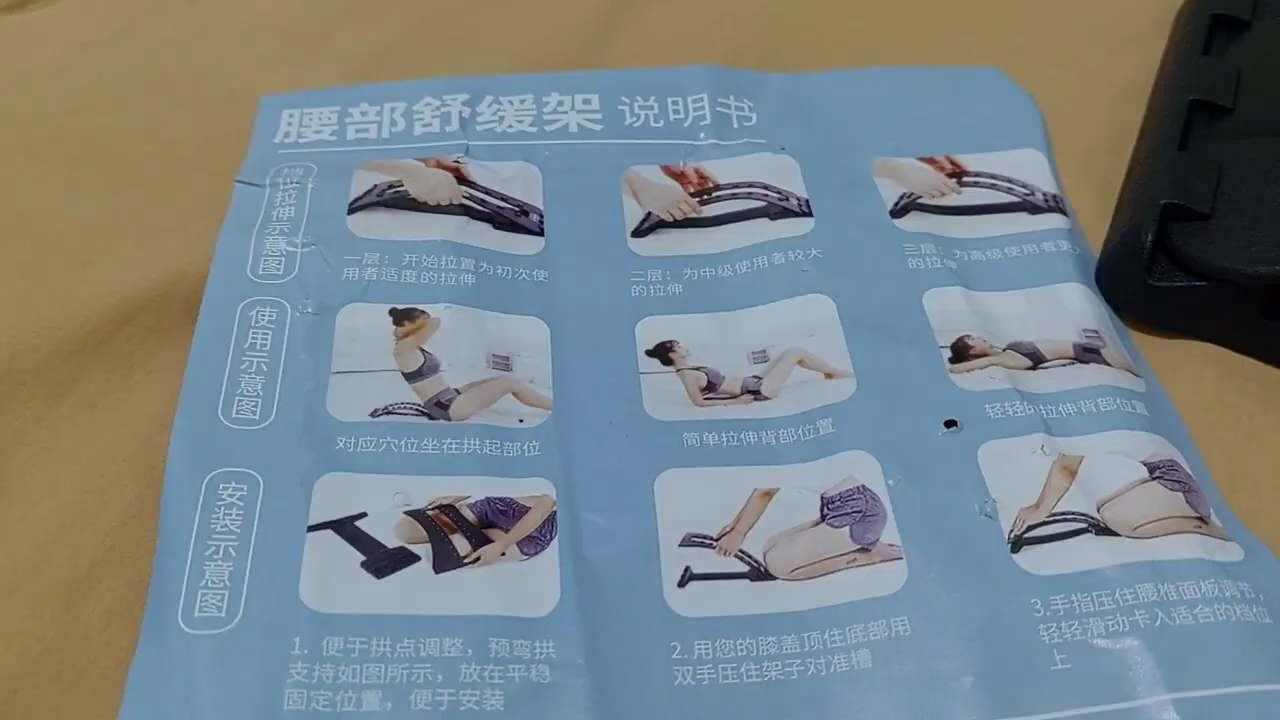 腰部舒缓架 说明书
档位拉伸示意图
一层：开始拉置为初次使
用者适度的拉伸
二层：为中级使用者较大
的拉伸
三层：为高级使用者更
的拉伸
使用示意图
对应穴位坐在拱起部位
简单拉伸背部位置
轻轻的拉伸背部位置
安装示意图
1. 便于拱点调整，预弯拱
支持如图所示，放在平稳
固定位置，便于安装
2. 用您的膝盖顶住底部用
双手压住架子对准槽
3.手指压住腰椎面板调节，
轻轻滑动卡入适合的档位
上